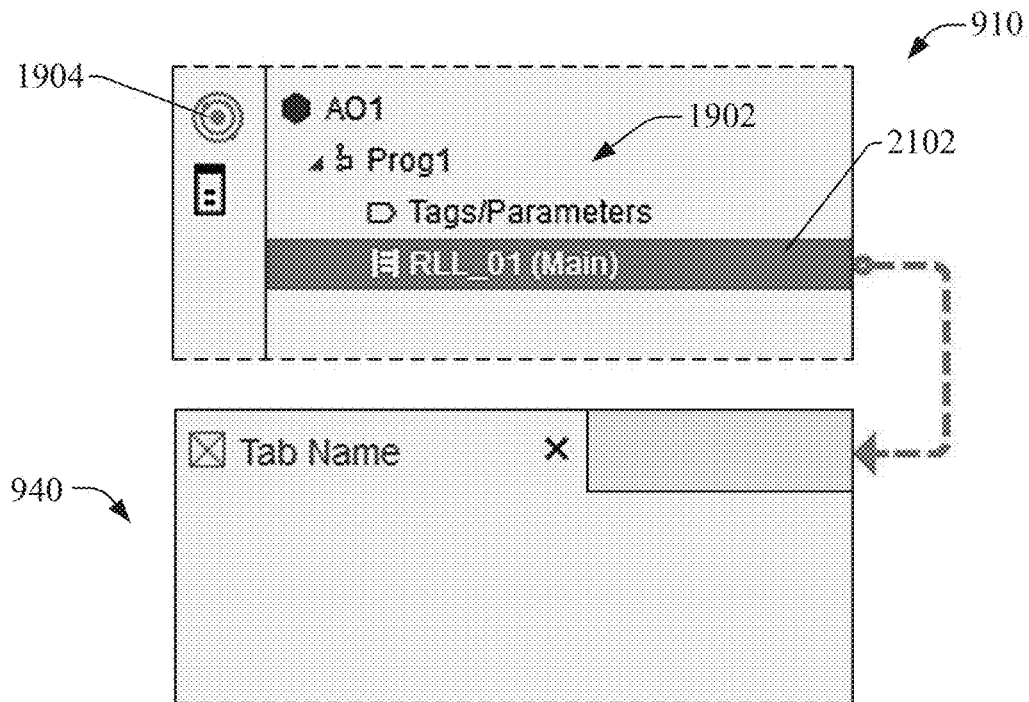 910
1904
AO1
1902
Prog1
2102
Tags/Parameters
RLL_01 (Main)
Tab Name
940